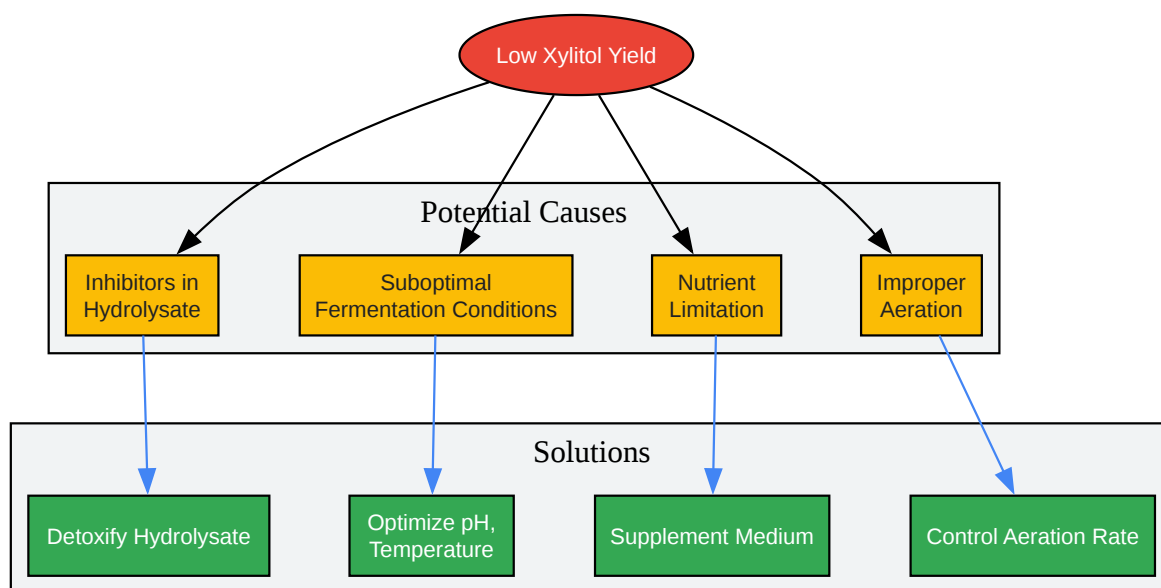 Low Xylitol Yield
Potential Causes
Inhibitors in
Hydrolysate
Suboptimal
Fermentation Conditions
Nutrient
Limitation
Improper
Aeration
Solutions
Detoxify Hydrolysate
Optimize pH,
Temperature
Supplement Medium
Control Aeration Rate